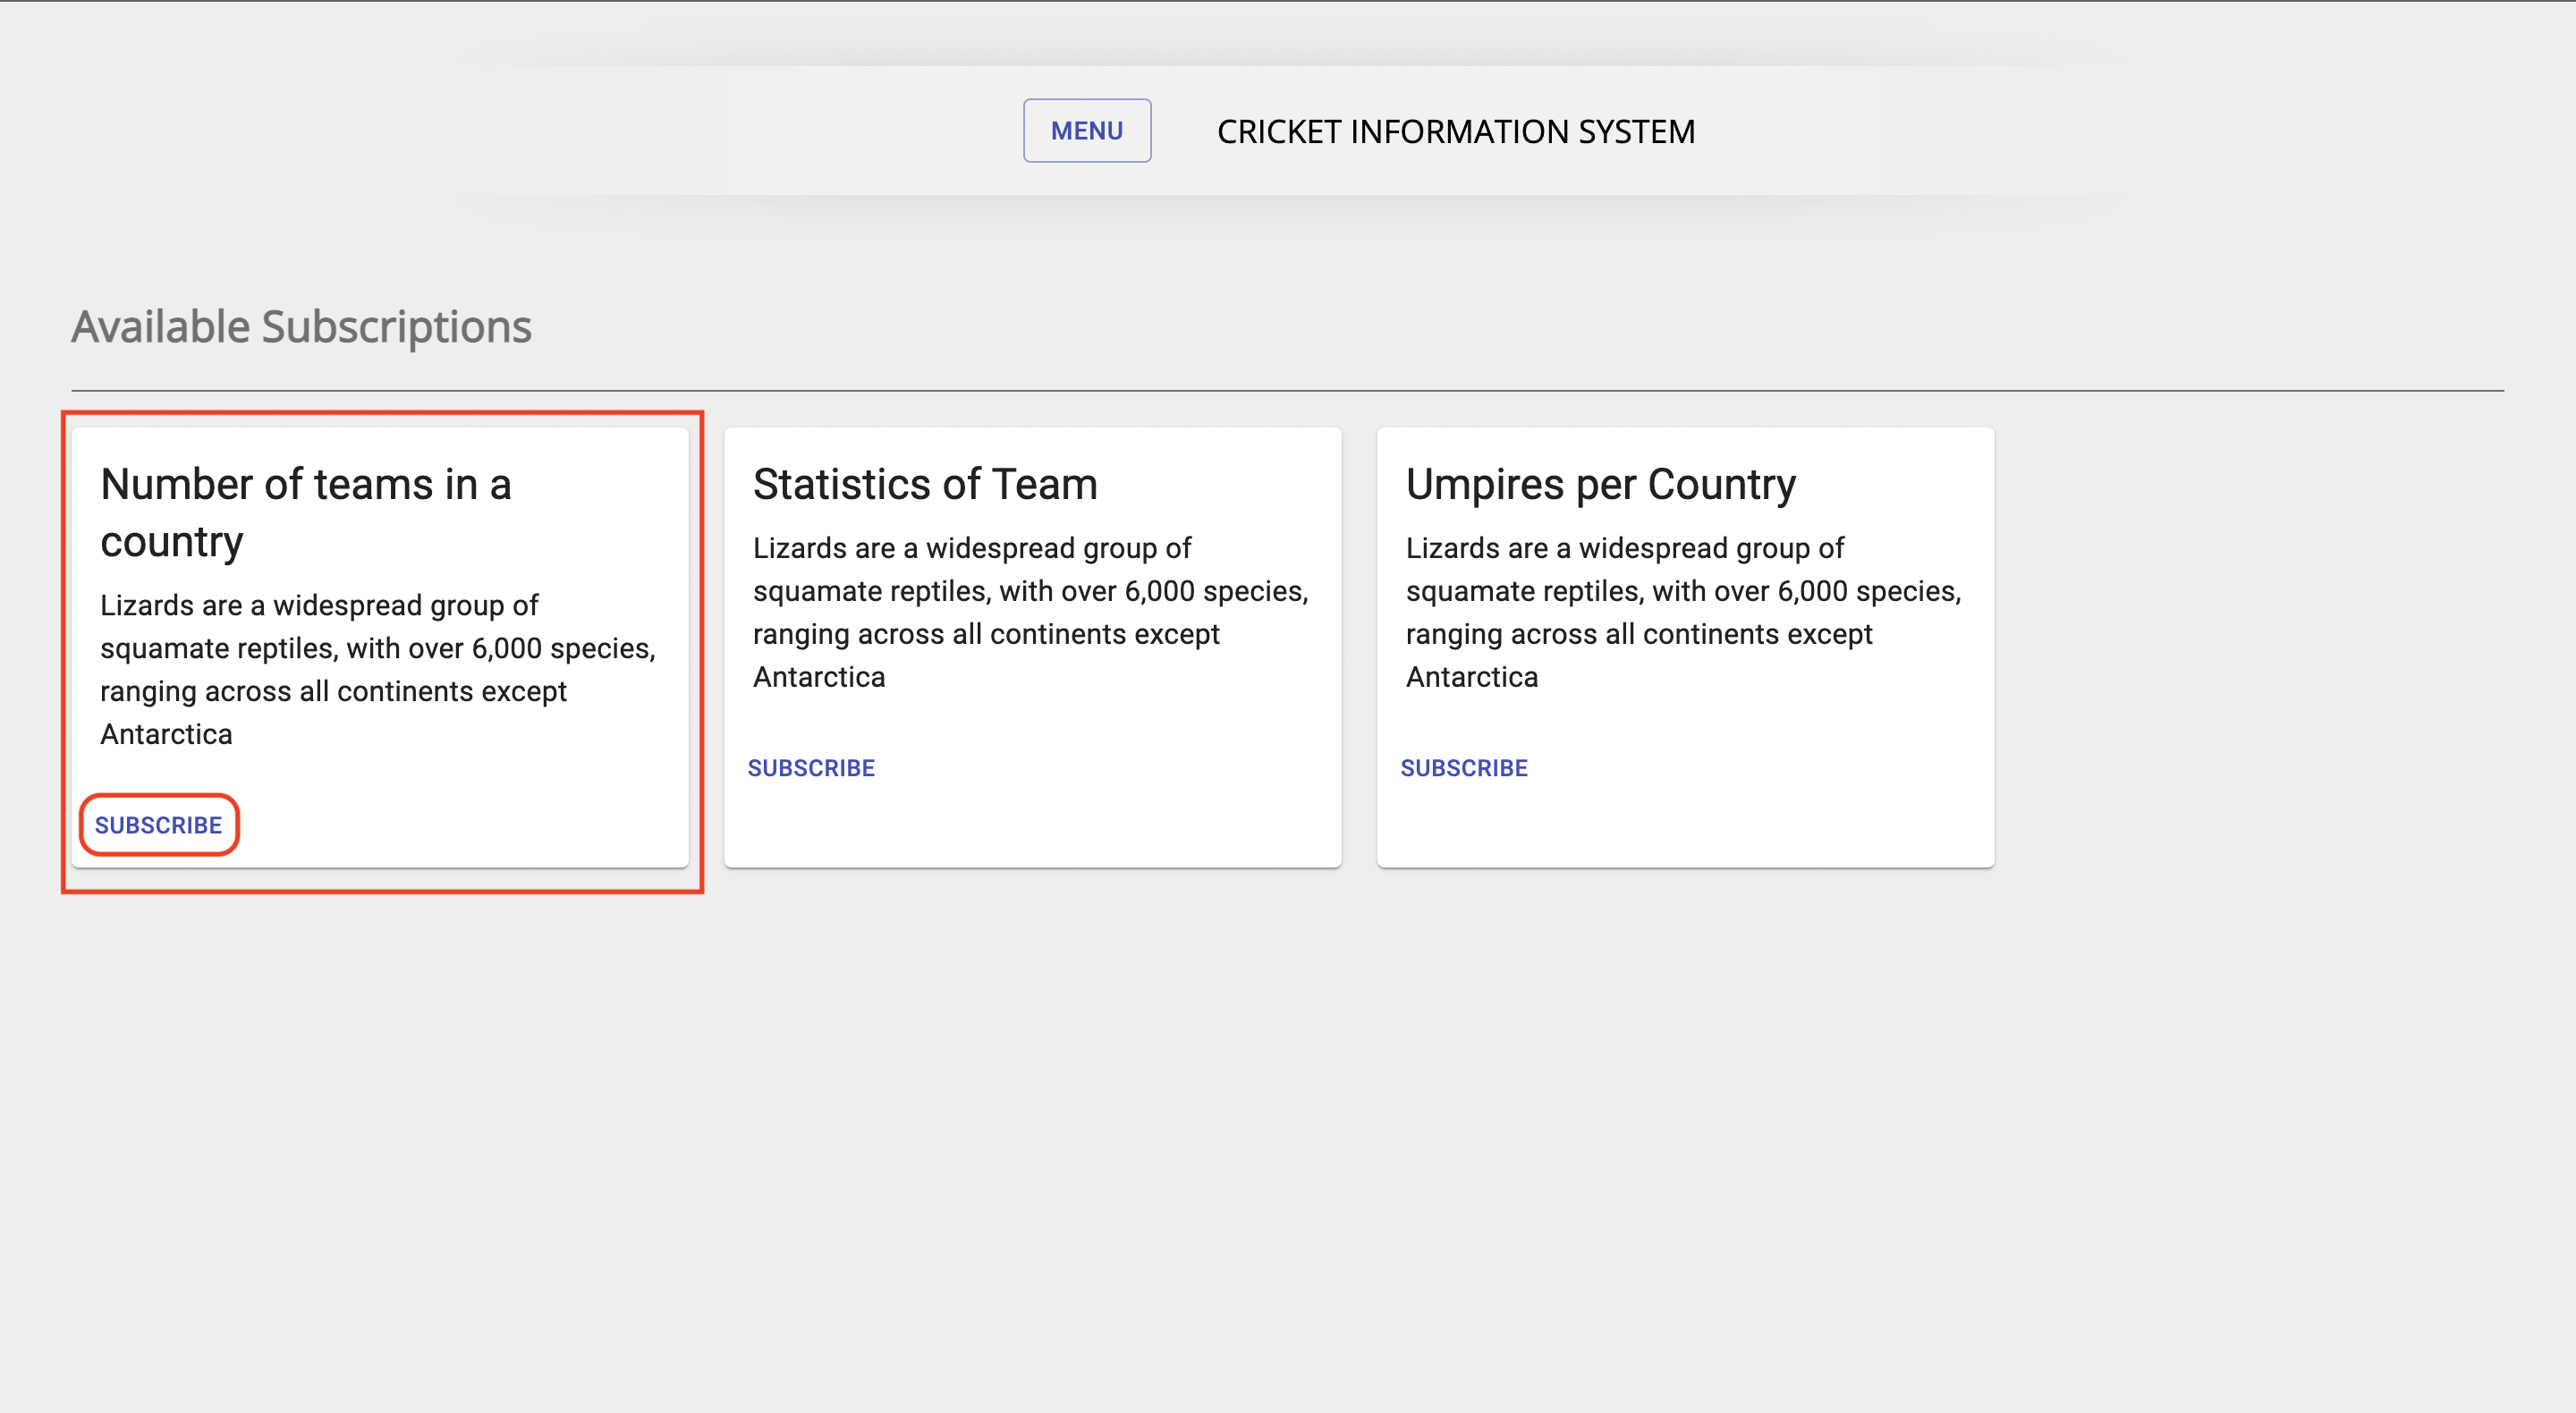 MENU
CRICKET INFORMATION SYSTEM
Available Subscriptions
Number of teams in a
country
Lizards are a widespread group of
squamate reptiles, with over 6,000 species,
ranging across all continents except
Antarctica
SUBSCRIBE
Statistics of Team
Lizards are a widespread group of
squamate reptiles, with over 6,000 species,
ranging across all continents except
Antarctica
SUBSCRIBE
Umpires per Country
Lizards are a widespread group of
squamate reptiles, with over 6,000 species,
ranging across all continents except
Antarctica
SUBSCRIBE